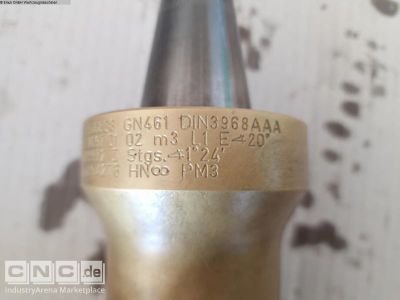 GN461 DIN3968AAA
02 m3 L1 E∢20°
Stgs.∢1°24'
HN∞ PM3
CNC.de
IndustryArena Marketplace